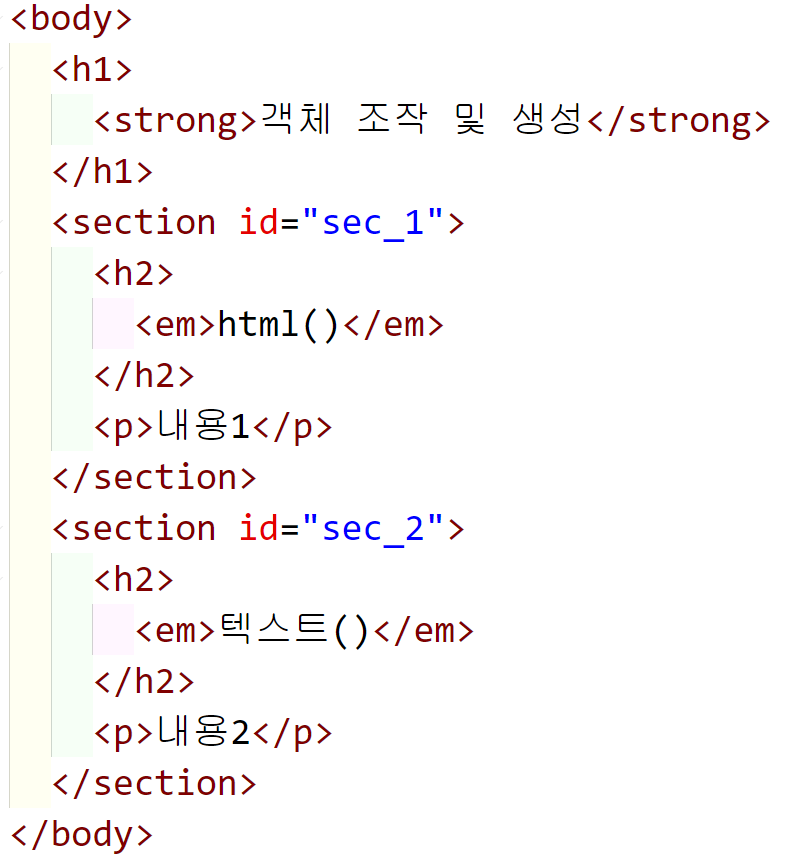 <body>
<h1>
<strong>객체 조작 및 생성</strong>
</h1>
<section id="sec_1">
<h2>
<em>html()</em>
</h2>
<p>내용1</p>
</section>
<section id="sec_2">
<h2>
<em>텍스트()</em>
</h2>
<p>내용2</p>
</section>
</body>